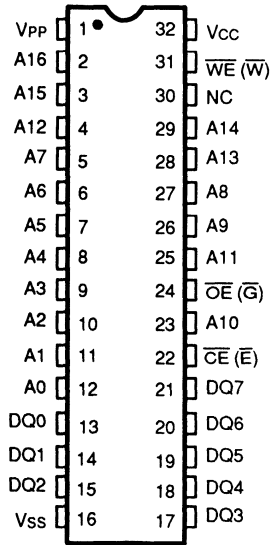 VPP 1 32 VCC
A16 2 31 W̅E̅ (W̅)
A15 3 30 NC
A12 4 29 A14
A7 5 28 A13
A6 6 27 A8
A5 7 26 A9
A4 8 25 A11
A3 9 24 O̅E̅ (G̅)
A2 10 23 A10
A1 11 22 C̅E̅ (E̅)
A0 12 21 DQ7
DQ0 13 20 DQ6
DQ1 14 19 DQ5
DQ2 15 18 DQ4
VSS 16 17 DQ3